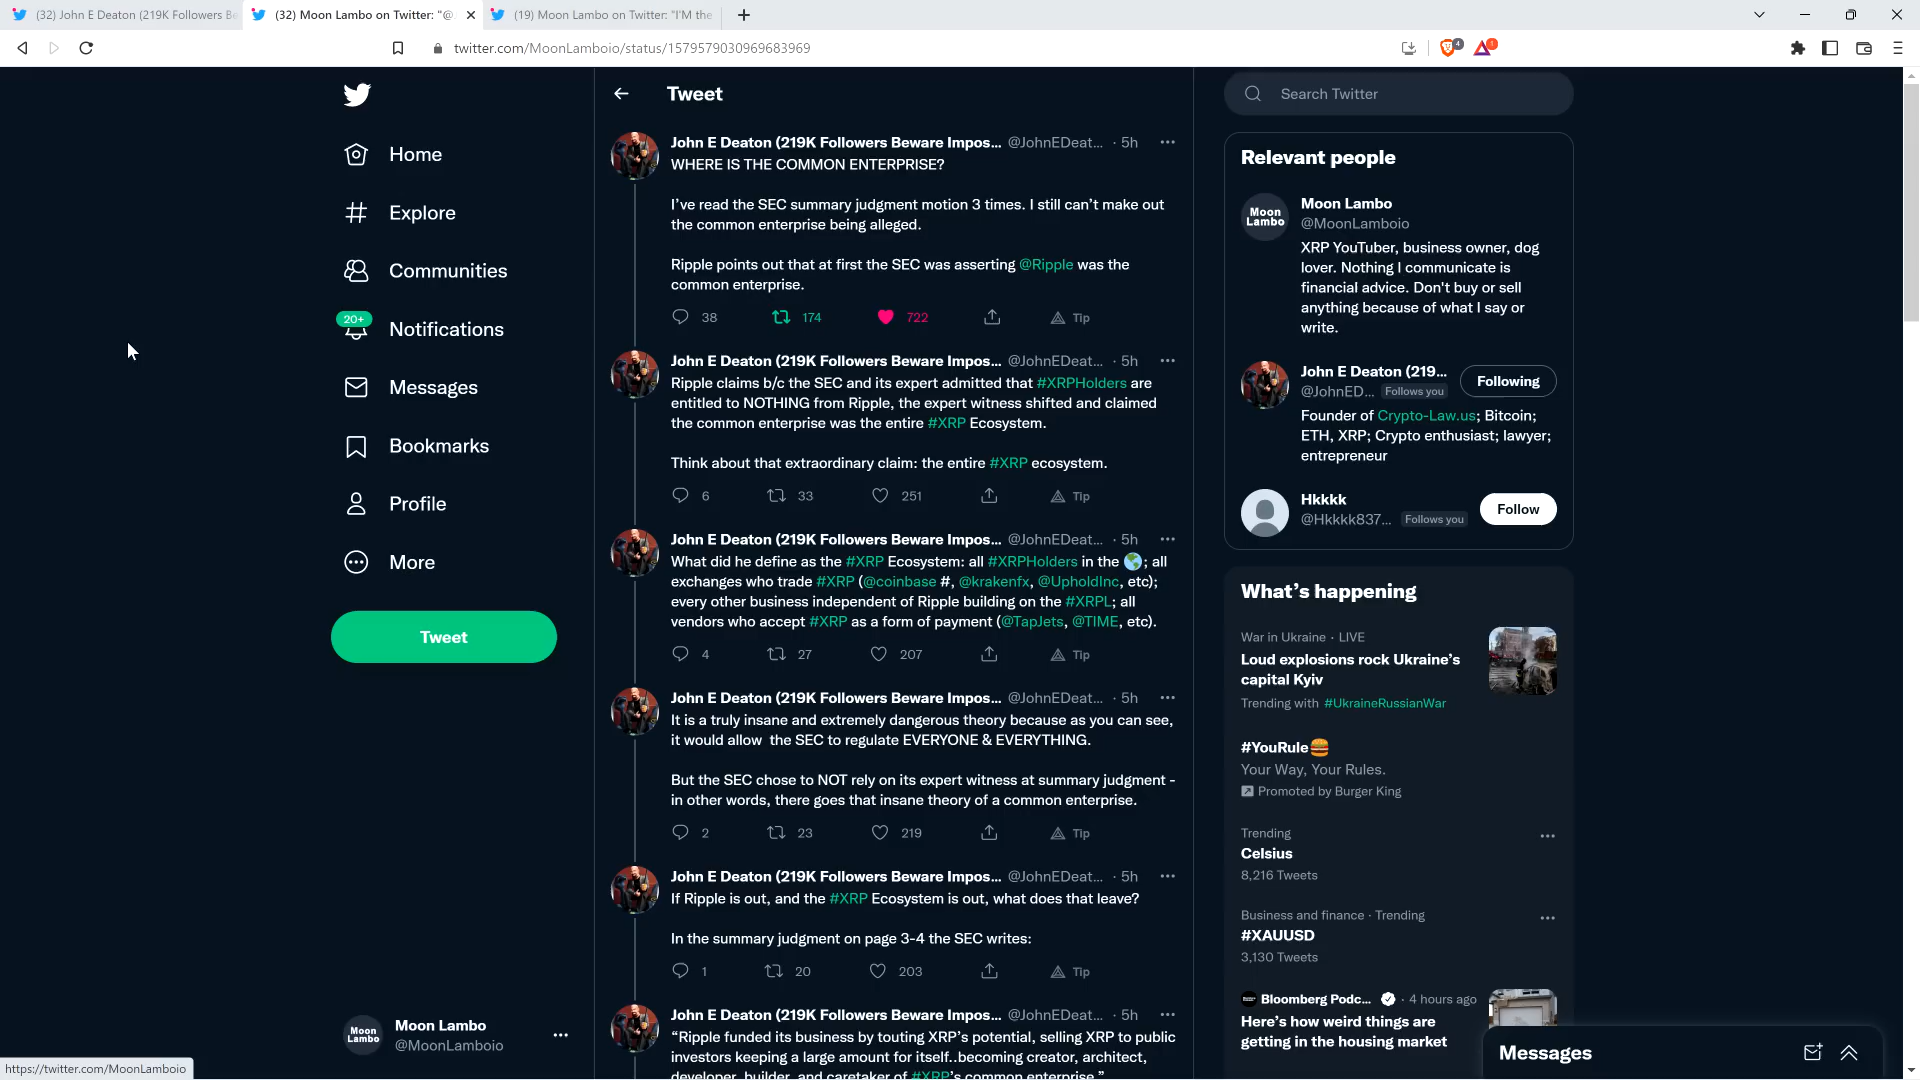 (32) John E Deaton (219K Followers Be
(32) Moon Lambo on Twitter: "@
(19) Moon Lambo on Twitter: "I'M the
twitter.com/MoonLamboio/status/1579579030969683969
4
1
Home
Explore
Communities
20+
Notifications
Messages
Bookmarks
Profile
More
Tweet
Moon Lambo
Moon Lambo
@MoonLamboio
https://twitter.com/MoonLamboio
Tweet
John E Deaton (219K Followers Beware Impos... @JohnEDeat... · 5h
WHERE IS THE COMMON ENTERPRISE?
I've read the SEC summary judgment motion 3 times. I still can't make out
the common enterprise being alleged.
Ripple points out that at first the SEC was asserting @Ripple was the
common enterprise.
38 174 722 Tip
John E Deaton (219K Followers Beware Impos... @JohnEDeat... · 5h
Ripple claims b/c the SEC and its expert admitted that #XRPHolders are
entitled to NOTHING from Ripple, the expert witness shifted and claimed
the common enterprise was the entire #XRP Ecosystem.
Think about that extraordinary claim: the entire #XRP ecosystem.
6 33 251 Tip
John E Deaton (219K Followers Beware Impos... @JohnEDeat... · 5h
What did he define as the #XRP Ecosystem: all #XRPHolders in the 🌎; all
exchanges who trade #XRP (@coinbase #, @krakenfx, @UpholdInc, etc);
every other business independent of Ripple building on the #XRPL; all
vendors who accept #XRP as a form of payment (@TapJets, @TIME, etc).
4 27 207 Tip
John E Deaton (219K Followers Beware Impos... @JohnEDeat... · 5h
It is a truly insane and extremely dangerous theory because as you can see,
it would allow the SEC to regulate EVERYONE & EVERYTHING.
But the SEC chose to NOT rely on its expert witness at summary judgment -
in other words, there goes that insane theory of a common enterprise.
2 23 219 Tip
John E Deaton (219K Followers Beware Impos... @JohnEDeat... · 5h
If Ripple is out, and the #XRP Ecosystem is out, what does that leave?
In the summary judgment on page 3-4 the SEC writes:
1 20 203 Tip
John E Deaton (219K Followers Beware Impos... @JohnEDeat... · 5h
"Ripple funded its business by touting XRP's potential, selling XRP to public
investors keeping a large amount for itself..becoming creator, architect,
developer, builder, and caretaker of #XRP's common enterprise."
Search Twitter
Relevant people
Moon Lambo
Moon Lambo
@MoonLamboio
XRP YouTuber, business owner, dog
lover. Nothing I communicate is
financial advice. Don't buy or sell
anything because of what I say or
write.
John E Deaton (219...
@JohnED... Follows you
Following
Founder of Crypto-Law.us; Bitcoin;
ETH, XRP; Crypto enthusiast; lawyer;
entrepreneur
Hkkkk
@Hkkkk837... Follows you
Follow
What's happening
War in Ukraine · LIVE
Loud explosions rock Ukraine's
capital Kyiv
Trending with #UkraineRussianWar
#YouRule🍔
Your Way, Your Rules.
Promoted by Burger King
Trending
Celsius
8,216 Tweets
Business and finance · Trending
#XAUUSD
3,130 Tweets
Bloomberg Podc... · 4 hours ago
Here's how weird things are
getting in the housing market
Messages